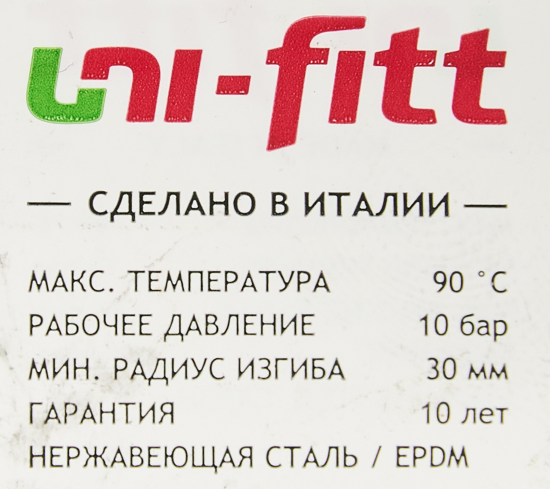 uni-fitt
— СДЕЛАНО В ИТАЛИИ —
МАКС. ТЕМПЕРАТУРА 90 °C
РАБОЧЕЕ ДАВЛЕНИЕ 10 бар
МИН. РАДИУС ИЗГИБА 30 мм
ГАРАНТИЯ 10 лет
НЕРЖАВЕЮЩАЯ СТАЛЬ / EPDM